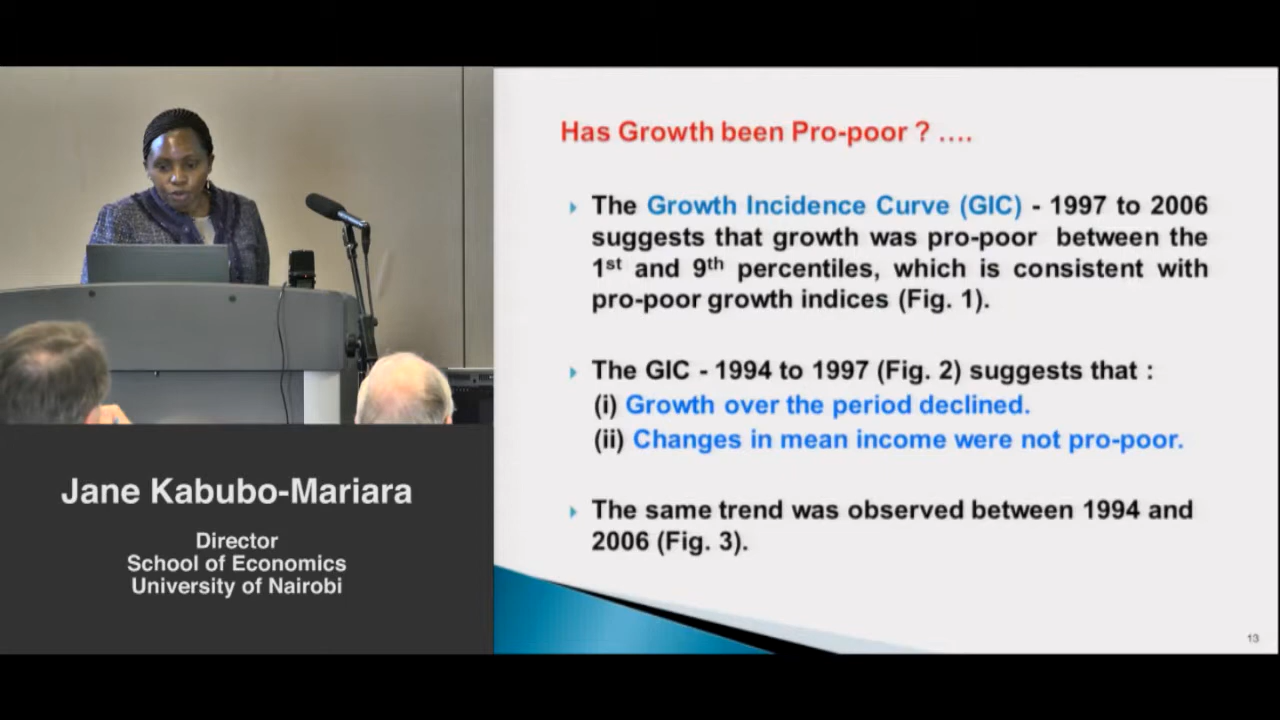 Has Growth been Pro-poor ? ....
The Growth Incidence Curve (GIC) - 1997 to 2006
suggests that growth was pro-poor between the
1st and 9th percentiles, which is consistent with
pro-poor growth indices (Fig. 1).
The GIC - 1994 to 1997 (Fig. 2) suggests that :
(i) Growth over the period declined.
(ii) Changes in mean income were not pro-poor.
The same trend was observed between 1994 and
2006 (Fig. 3).
13
Jane Kabubo-Mariara
Director
School of Economics
University of Nairobi